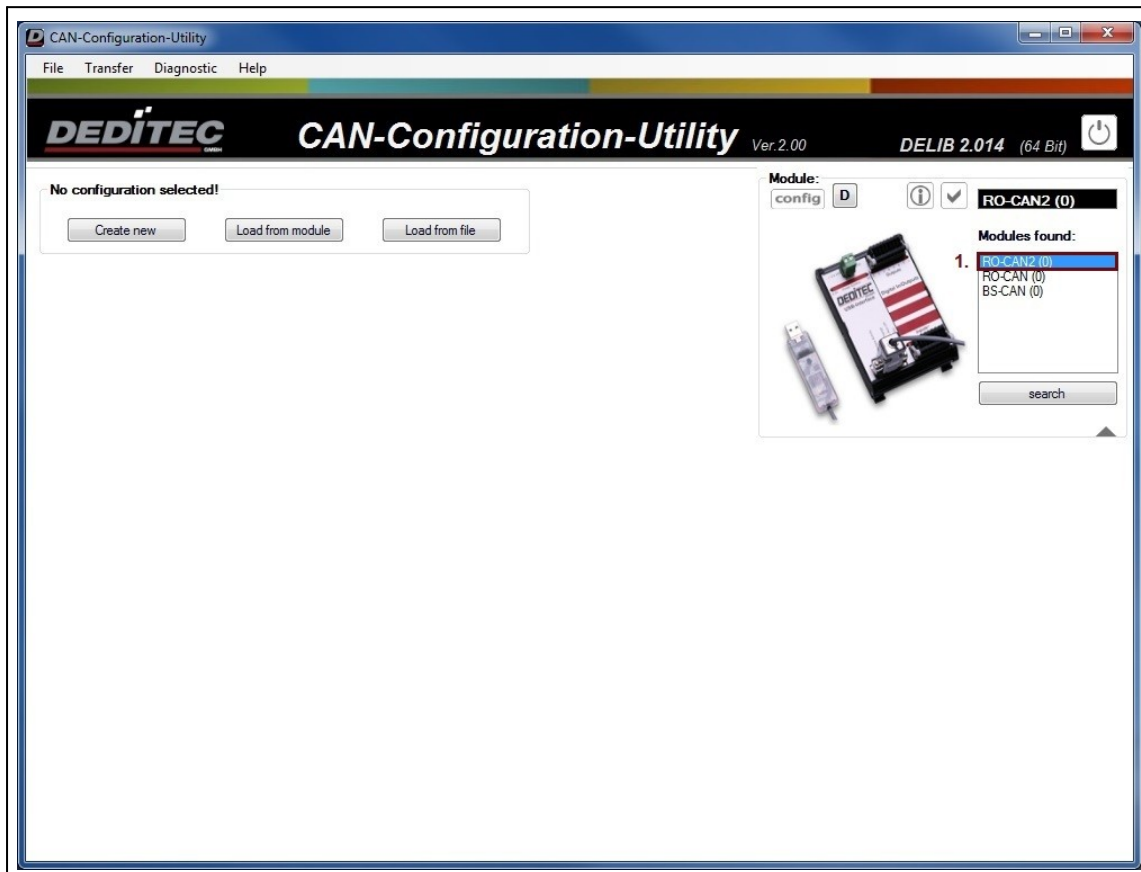 CAN-Configuration-Utility
File Transfer Diagnostic Help
DEDITEC
GMBH
CAN-Configuration-Utility Ver.2.00
DELIB 2.014 (64 Bit)
No configuration selected!
Create new Load from module Load from file
Module:
config D
RO-CAN2 (0)
Modules found:
1. RO-CAN2 (0)
RO-CAN (0)
BS-CAN (0)
DEDITEC
search